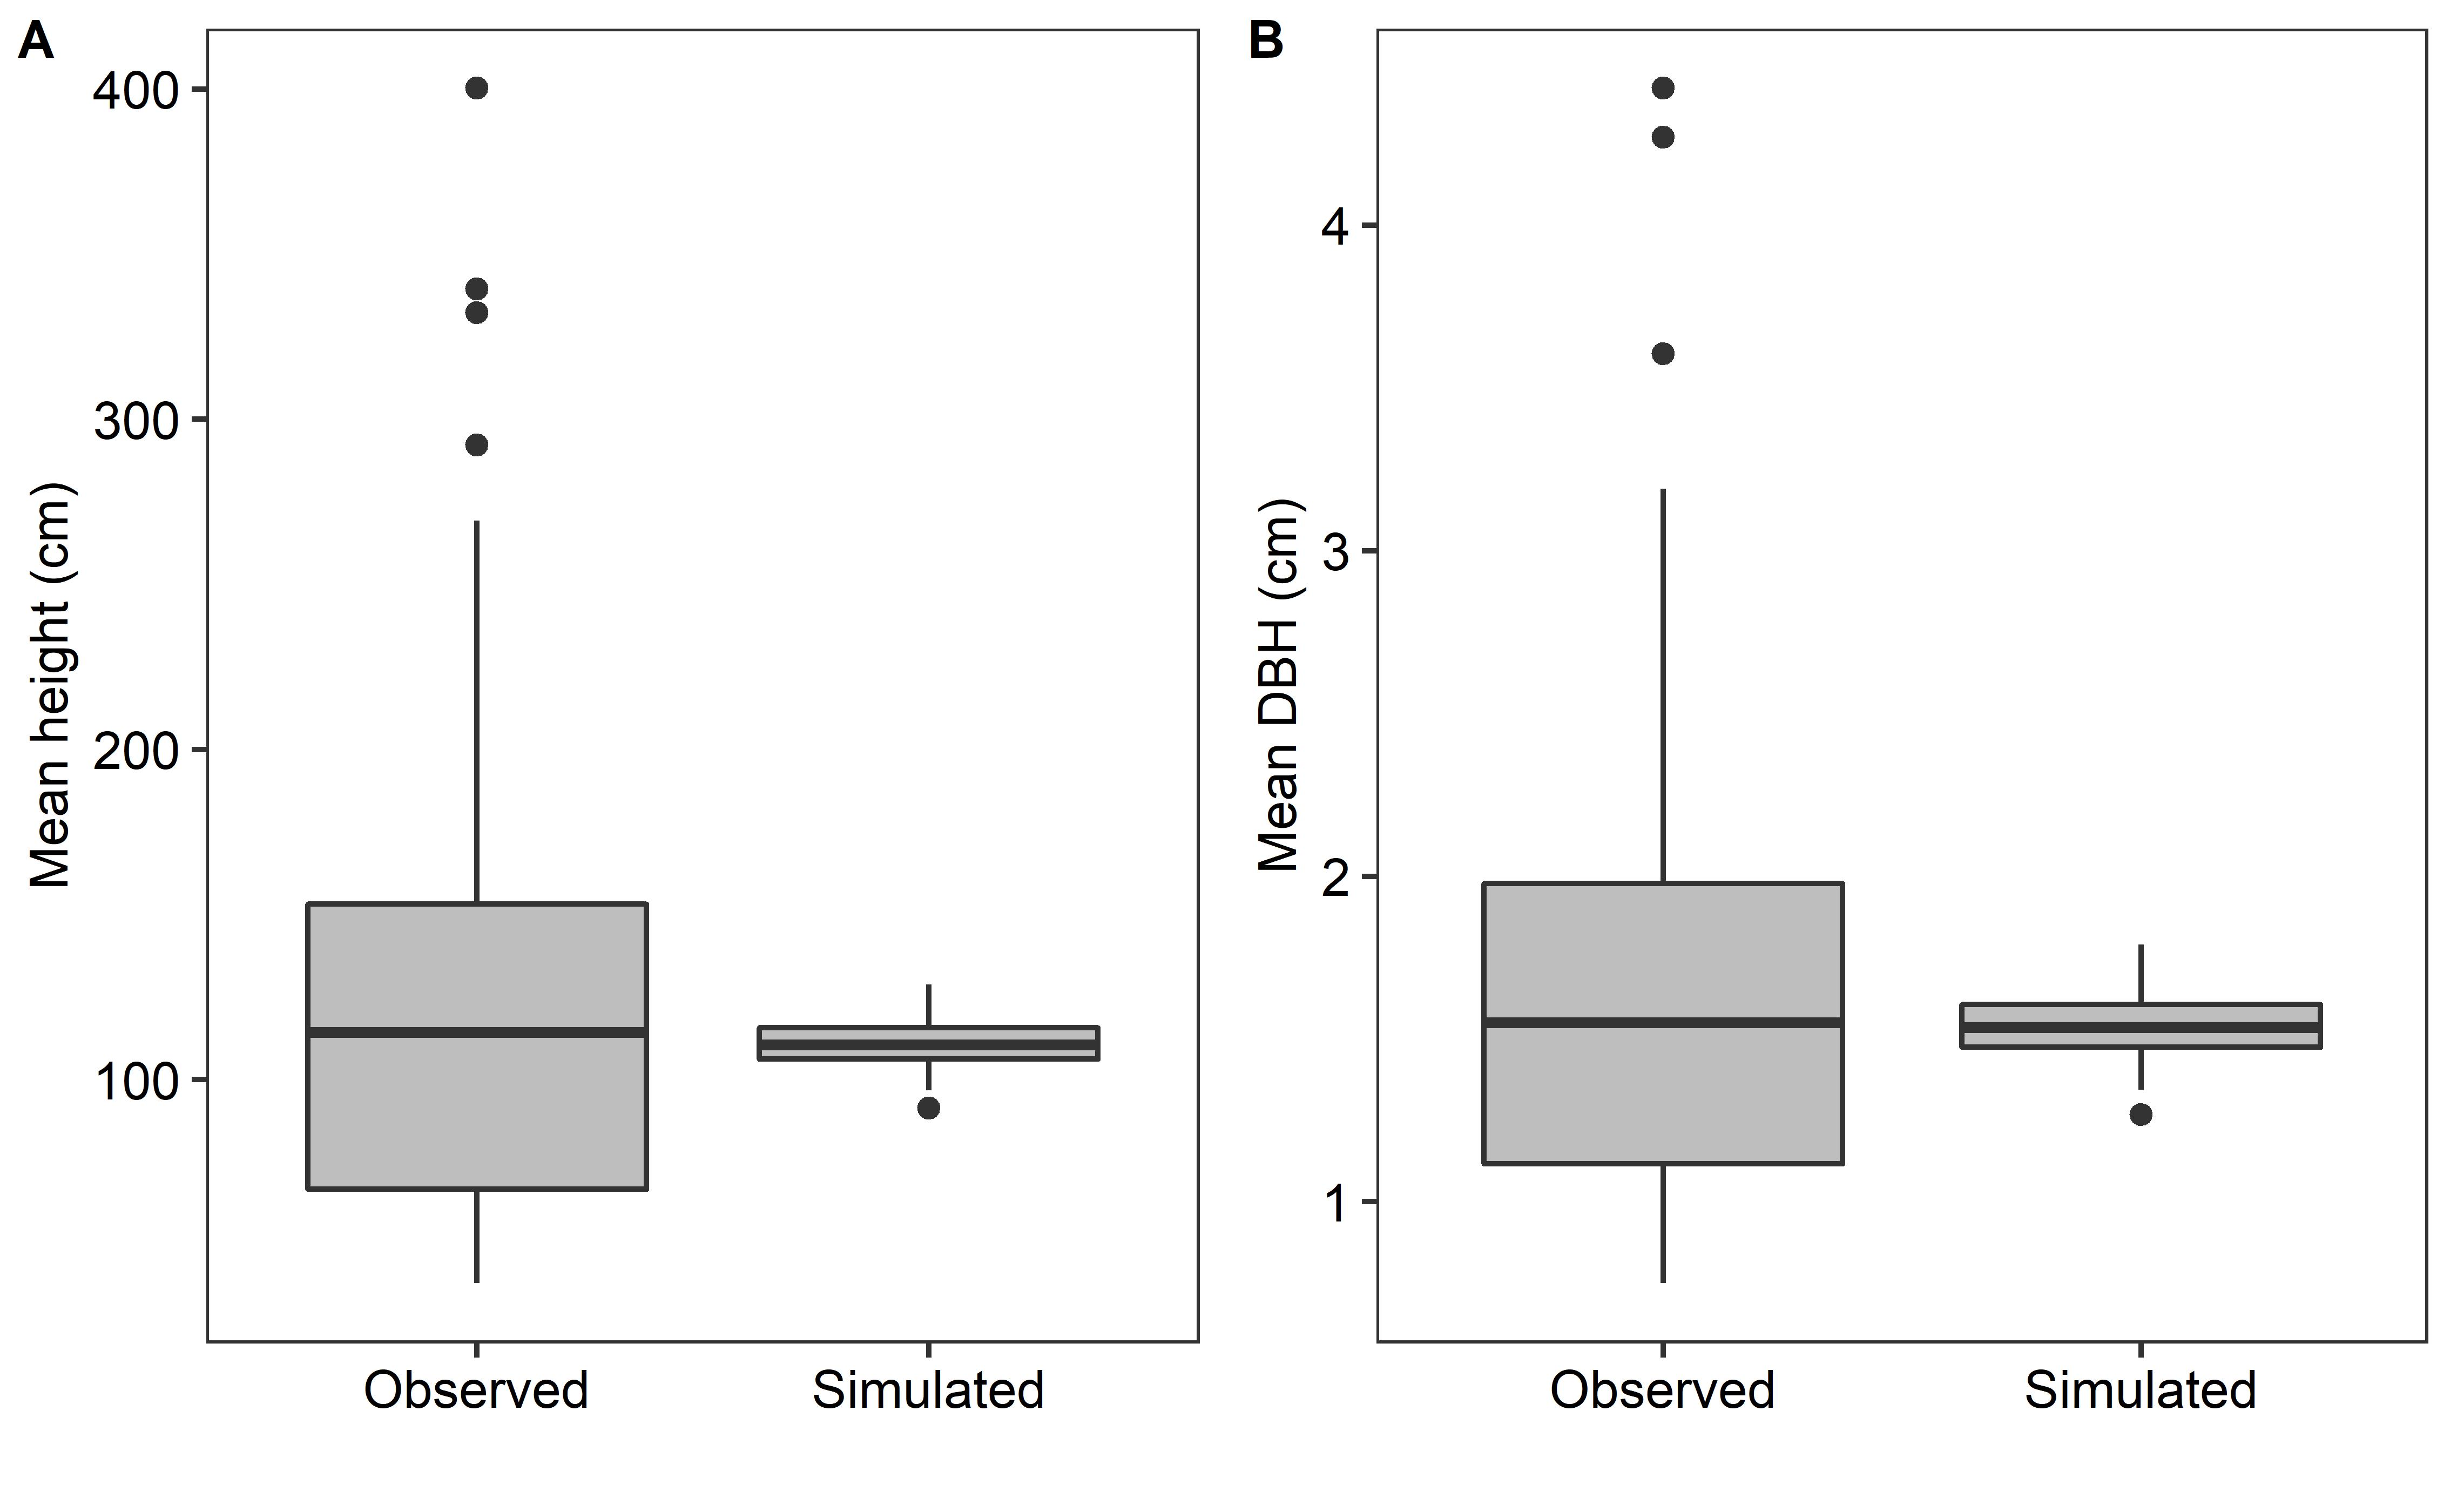 A
Mean height (cm)
400
300
200
100
Observed
Simulated
B
Mean DBH (cm)
4
3
2
1
Observed
Simulated